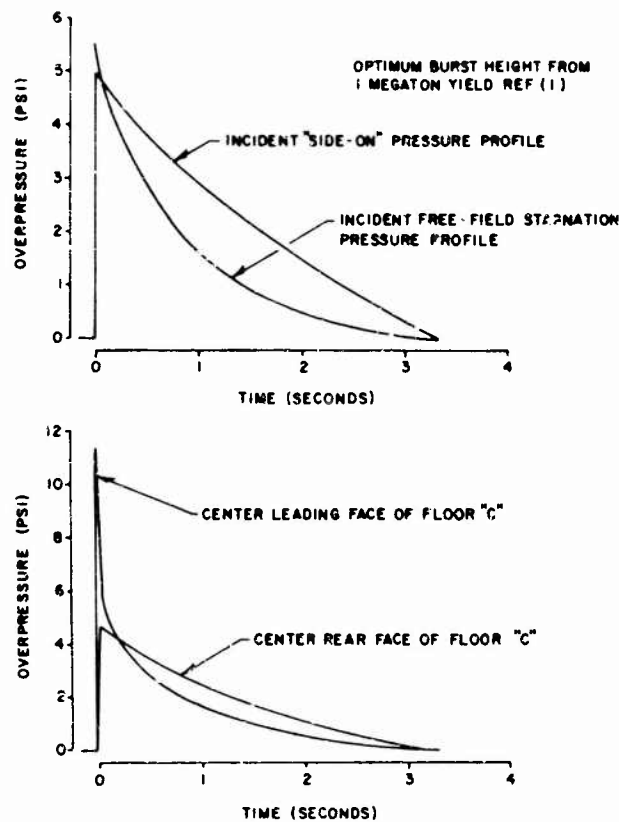 OPTIMUM BURST HEIGHT FROM
1 MEGATON YIELD REF (1)
INCIDENT "SIDE-ON" PRESSURE PROFILE
INCIDENT FREE-FIELD
PRESSURE PROFILE
OVERPRESSURE (PSI)
6
5
4
3
2
1
0
0 1 2 3 4
TIME (SECONDS)
CENTER LEADING FACE OF FLOOR "C"
CENTER REAR FACE OF FLOOR "C"
OVERPRESSURE (PSI)
12
10
8
6
4
2
0
0 1 2 3 4
TIME (SECONDS)